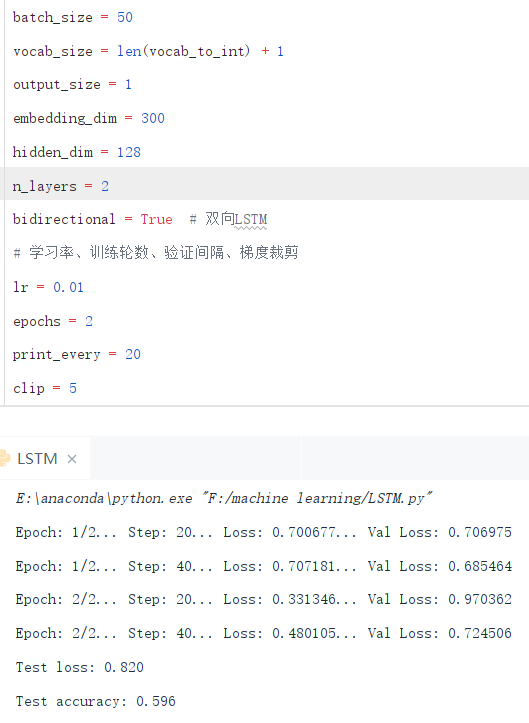 batch_size = 50
vocab_size = len(vocab_to_int) + 1
output_size = 1
embedding_dim = 300
hidden_dim = 128
n_layers = 2
bidirectional = True  # 双向LSTM
# 学习率、训练轮数、验证间隔、梯度裁剪
lr = 0.01
epochs = 2
print_every = 20
clip = 5
LSTM ×
E:\anaconda\python.exe "F:/machine learning/LSTM.py"
Epoch: 1/2... Step: 20... Loss: 0.700677... Val Loss: 0.706975
Epoch: 1/2... Step: 40... Loss: 0.707181... Val Loss: 0.685464
Epoch: 2/2... Step: 20... Loss: 0.331346... Val Loss: 0.970362
Epoch: 2/2... Step: 40... Loss: 0.480105... Val Loss: 0.724506
Test loss: 0.820
Test accuracy: 0.596